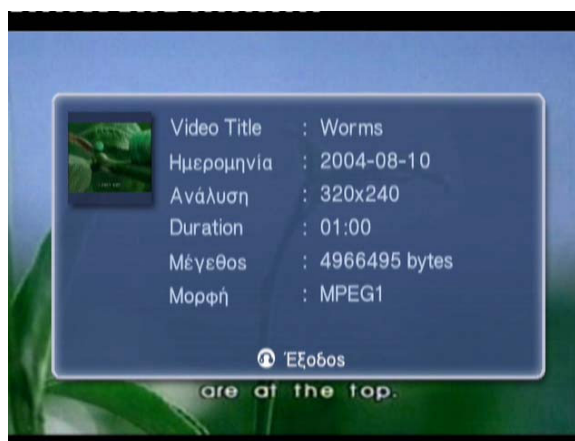 Video Title : Worms
Ημερομηνία : 2004-08-10
Ανάλυση : 320x240
Duration : 01:00
Μέγεθος : 4966495 bytes
Μορφή : MPEG1
Έξοδος
are at the top.